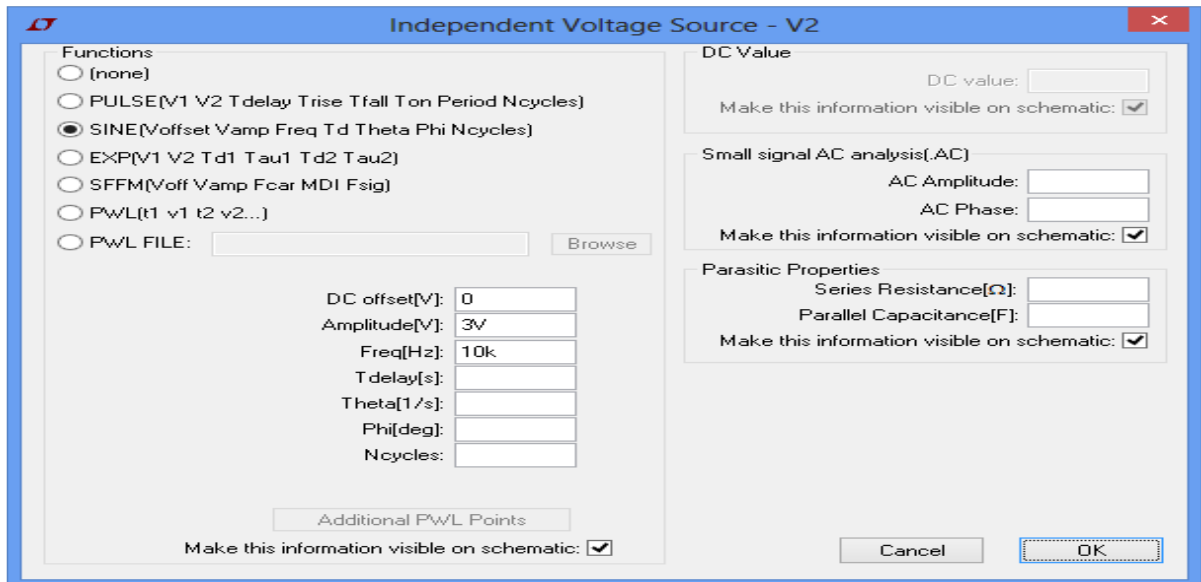 Independent Voltage Source - V2
Functions
(none)
PULSE(V1 V2 Tdelay Trise Tfall Ton Period Ncycles)
SINE(Voffset Vamp Freq Td Theta Phi Ncycles)
EXP(V1 V2 Td1 Tau1 Td2 Tau2)
SFFM(Voff Vamp Fcar MDI Fsig)
PWL(t1 v1 t2 v2...)
PWL FILE:
Browse
DC offset[V]: 0
Amplitude[V]: 3V
Freq[Hz]: 10k
Tdelay[s]:
Theta[1/s]:
Phi[deg]:
Ncycles:
Additional PWL Points
Make this information visible on schematic:
DC Value
DC value:
Make this information visible on schematic:
Small signal AC analysis(.AC)
AC Amplitude:
AC Phase:
Make this information visible on schematic:
Parasitic Properties
Series Resistance[Ω]:
Parallel Capacitance[F]:
Make this information visible on schematic:
Cancel
OK